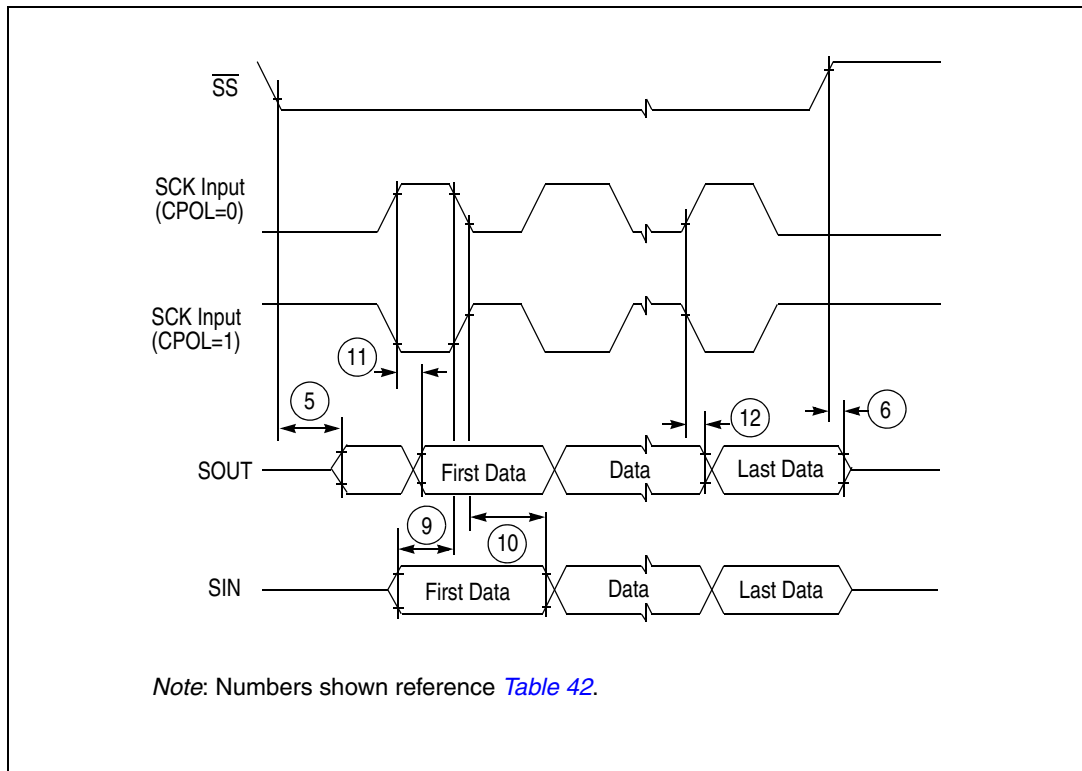 SS
SCK Input
(CPOL=0)
SCK Input
(CPOL=1)
11
5
12
6
SOUT
First Data
Data
Last Data
9
10
SIN
First Data
Data
Last Data
Note: Numbers shown reference Table 42.